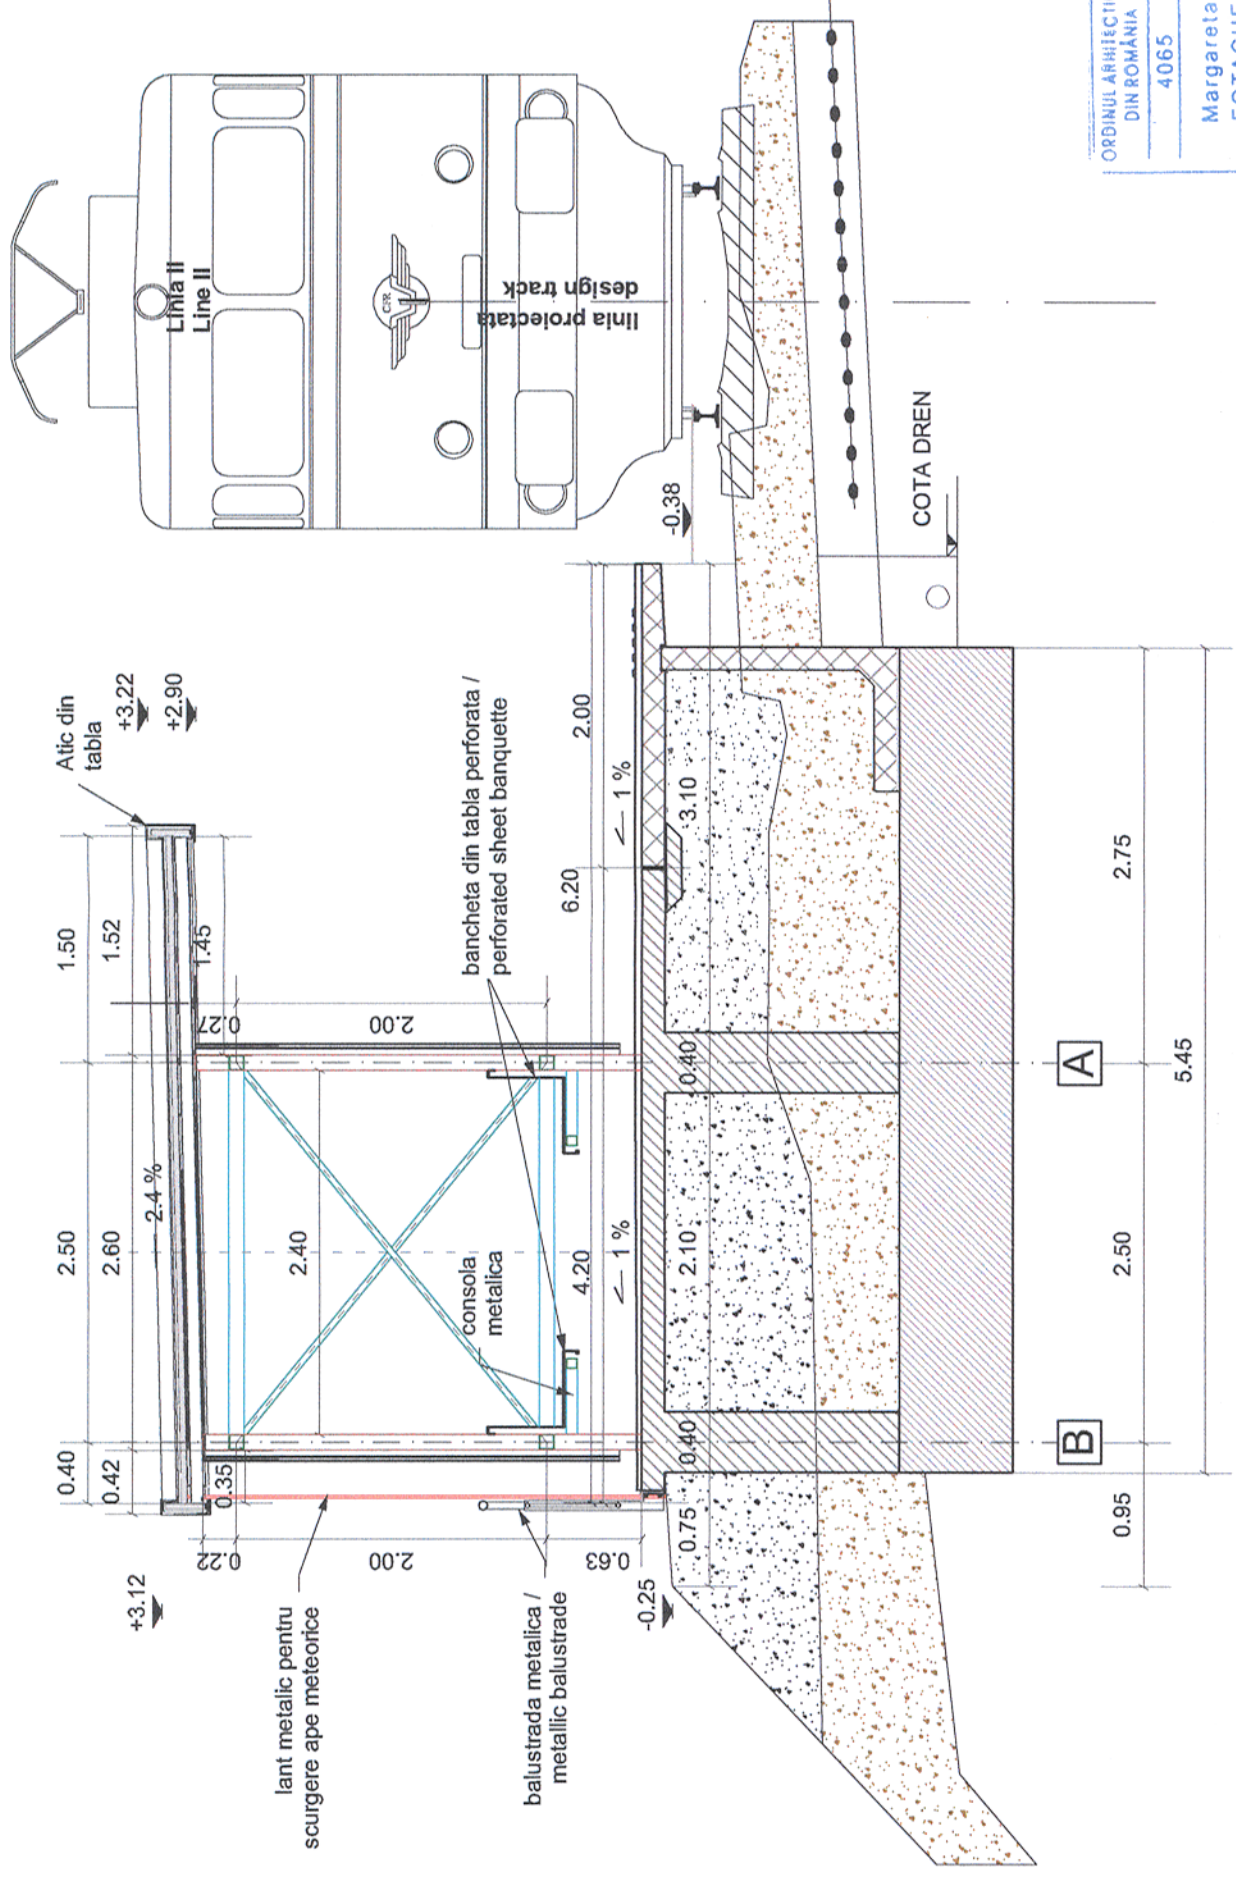 ORDINUL ARHITECȚI
DIN ROMÂNIA
4065
Margareta
Linia II
Line II
CFR
linia proiectata
design track
-0.38
COTA DREN
Atic din
tabla
+3.22
+2.90
+3.12
1.50
2.50
0.40
1.52
2.60
0.42
2.4 %
1.45
0.35
0.27
2.00
0.22
2.00
0.63
2.40
bancheta din tabla perforata /
perforated sheet banquette
consola
metalica
lant metalic pentru
scurgere ape meteorice
balustrada metalica /
metallic balustrade
2.00
6.20
4.20
1 %
1 %
-0.25
3.10
0.40
2.10
0.40
0.75
A
B
2.75
2.50
0.95
5.45